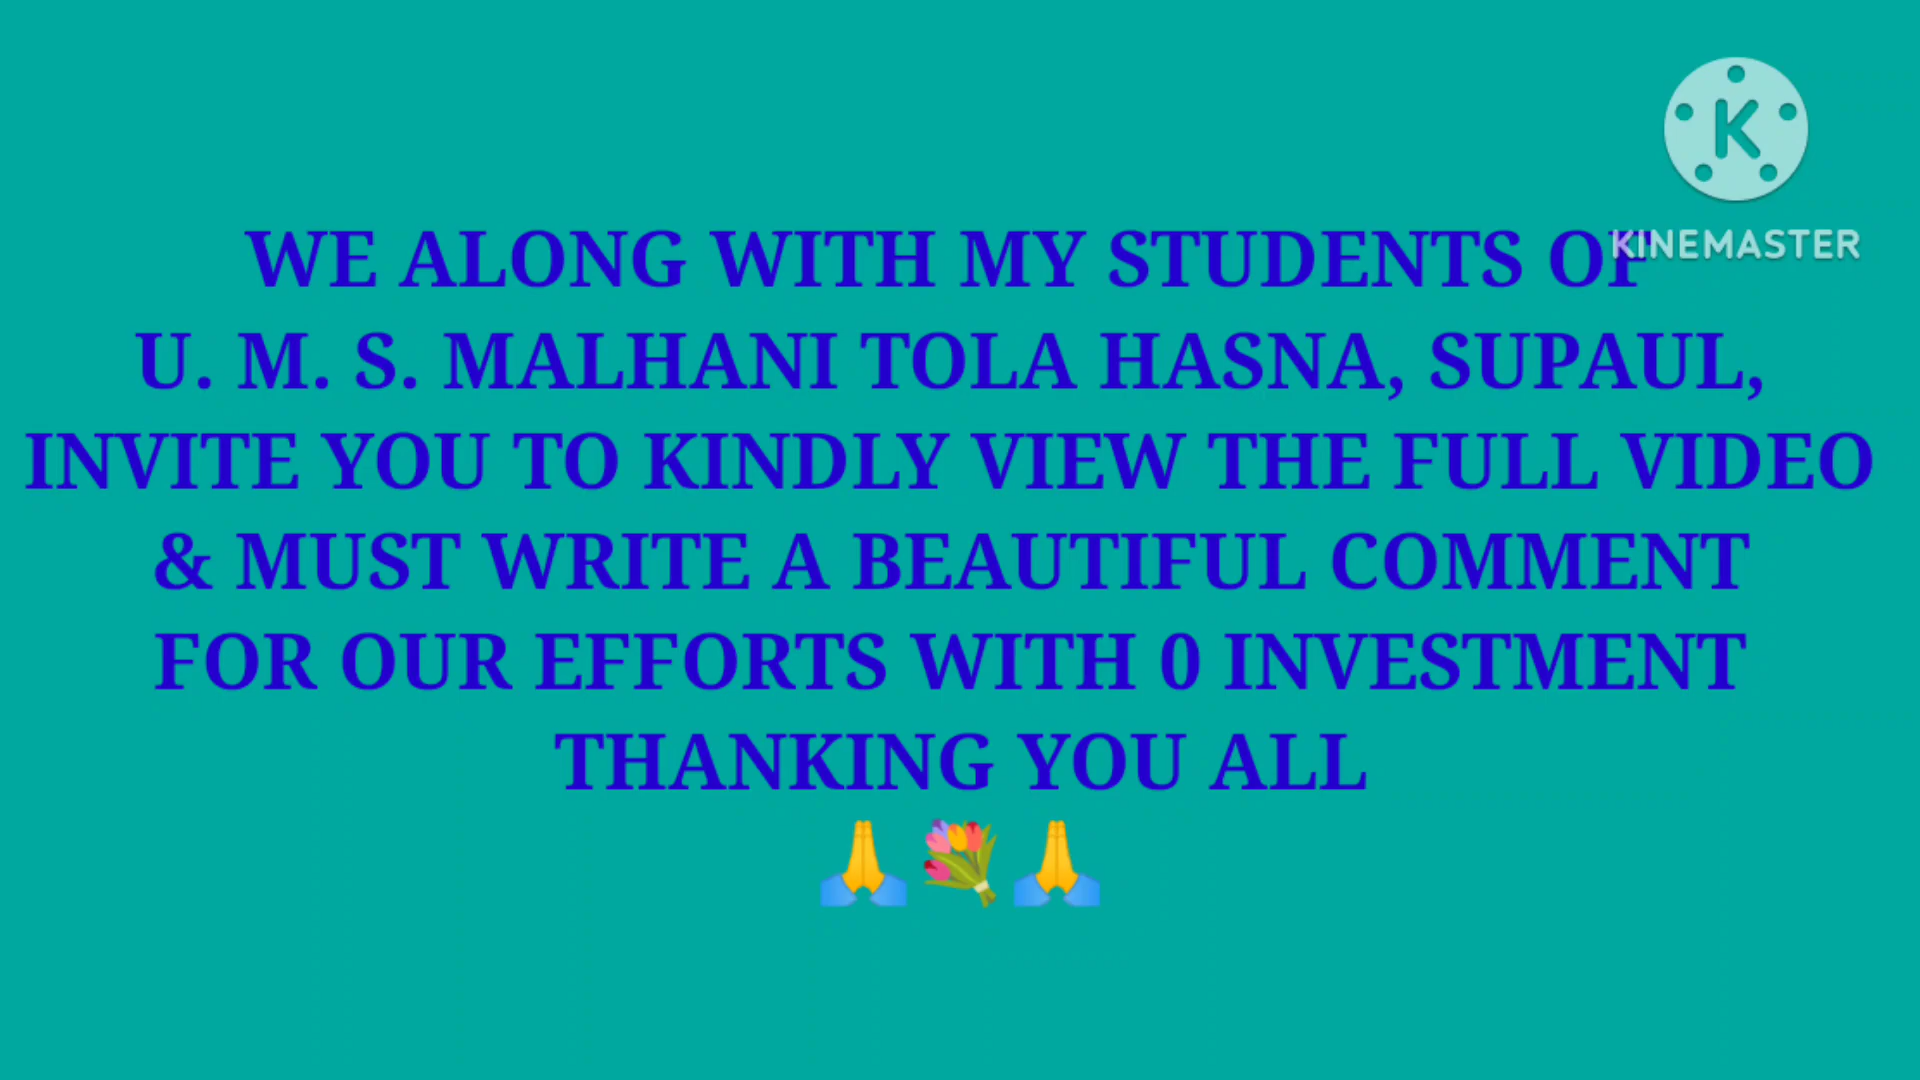 K
KINEMASTER
WE ALONG WITH MY STUDENTS OF
U. M. S. MALHANI TOLA HASNA, SUPAUL,
INVITE YOU TO KINDLY VIEW THE FULL VIDEO
& MUST WRITE A BEAUTIFUL COMMENT
FOR OUR EFFORTS WITH 0 INVESTMENT
THANKING YOU ALL
🙏💐🙏